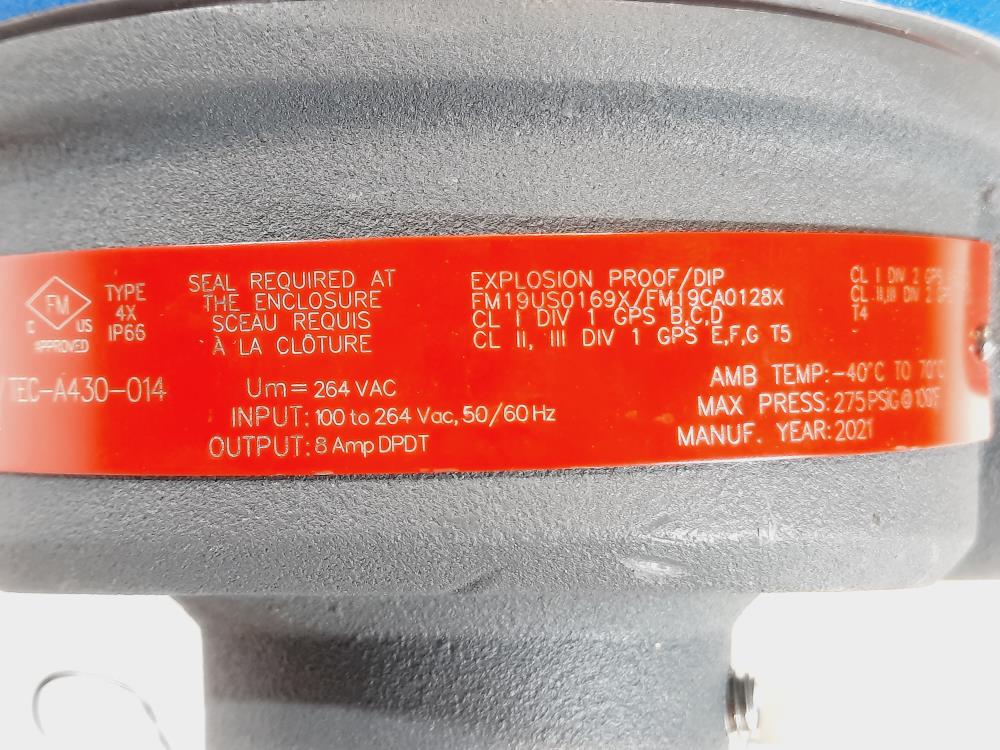 FM
C US
APPROVED
TYPE
4X
IP66
SEAL REQUIRED AT
THE ENCLOSURE
SCEAU REQUIS
À LA CLÔTURE
EXPLOSION PROOF/DIP
FM19US0169X/FM19CA0128X
CL I DIV 1 GPS B,C,D
CL II, III DIV 1 GPS E,F,G T5
CL I DIV 2 GPS
CL II,III DIV 2
T4
TEC-A430-014
Um = 264 VAC
INPUT: 100 to 264 Vac, 50/60 Hz
OUTPUT: 8 Amp DPDT
AMB TEMP: -40°C TO 70°C
MAX PRESS: 275 PSIG @ 100°F
MANUF. YEAR: 2021